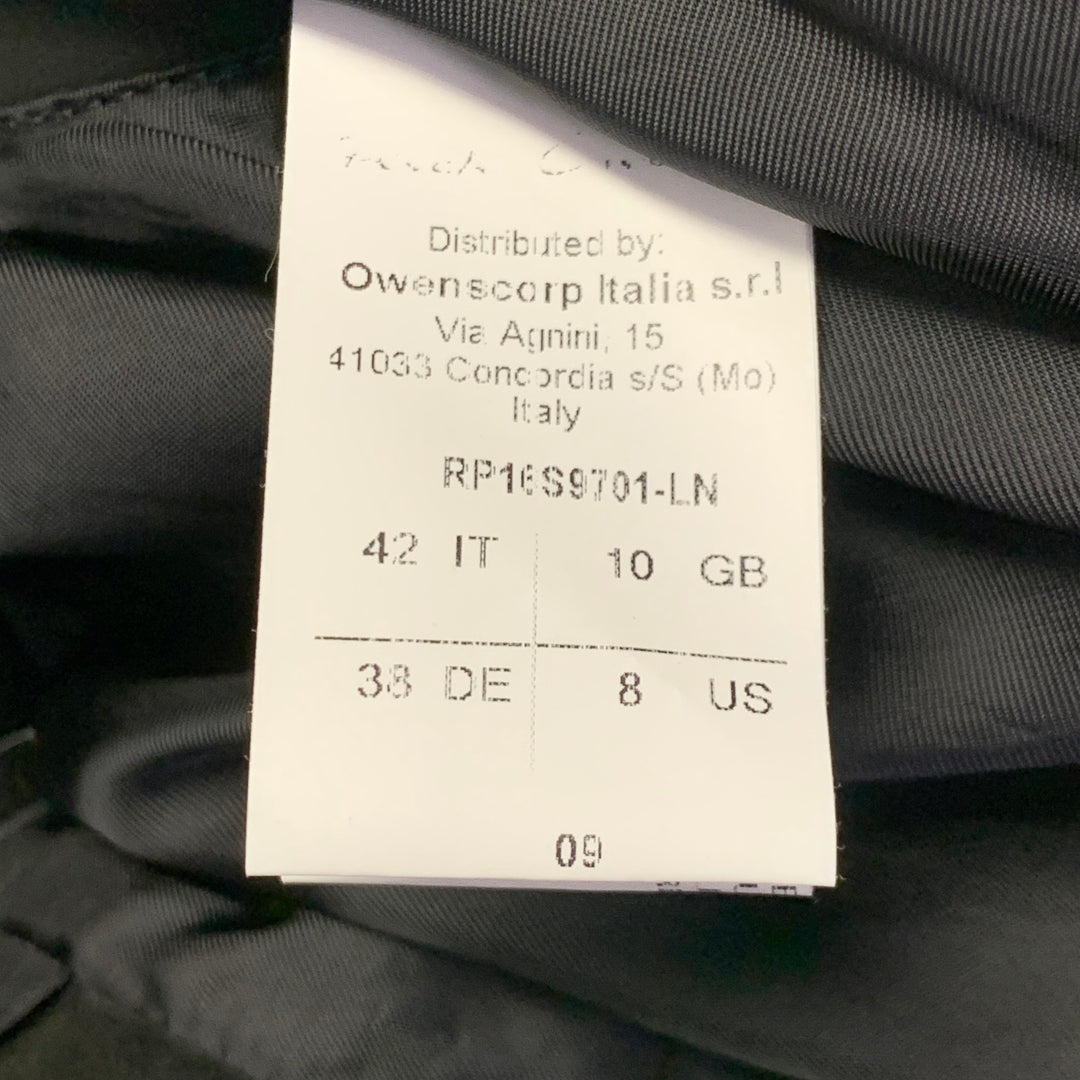 Rick
Distributed by:
Owenscorp Italia s.r.l
Via Agnini, 15
41033 Concordia s/S (Mo)
Italy
RP16S9701-LN
42 IT 10 GB
38 DE 8 US
09